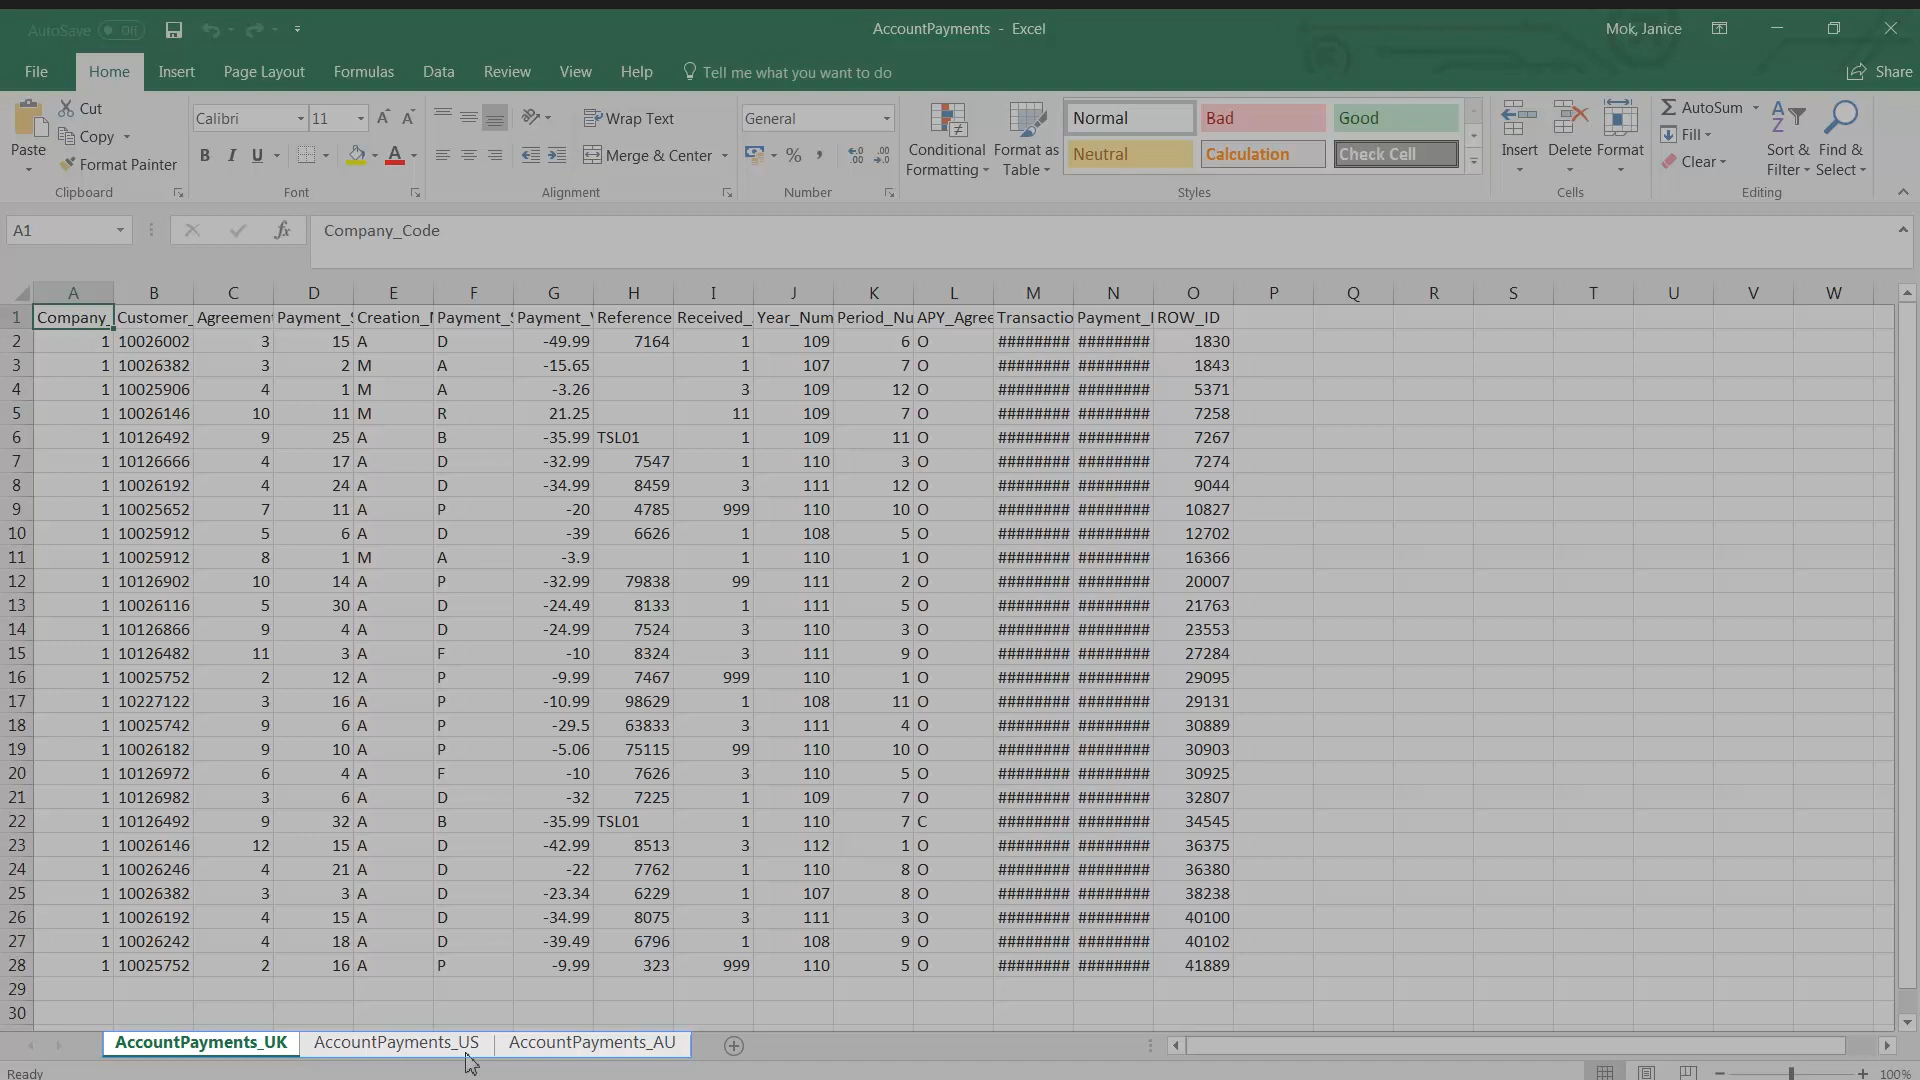 AutoSave Off
AccountPayments - Excel
Mok, Janice
File Home Insert Page Layout Formulas Data Review View Help Tell me what you want to do Share
Cut
Copy
Format Painter
Paste
Clipboard
Calibri 11
B I U A
Font
Wrap Text
Merge & Center
Alignment
General
% ,
Number
Conditional Formatting
Format as Table
Normal Bad Good
Neutral Calculation Check Cell
Styles
Insert Delete Format
Cells
AutoSum
Fill
Clear
Sort & Filter
Find & Select
Editing
A1 fx Company_Code
A B C D E F G H I J K L M N O P Q R S T U V W
1 Company_ Customer_ Agreement Payment_S Creation_M Payment_S Payment_V Reference Received_ Year_Num Period_Nu APY_Agree Transactio Payment_I ROW_ID
2 1 10026002 3 15 A D -49.99 7164 1 109 6 O ######## ######## 1830
3 1 10026382 3 2 M A -15.65 1 107 7 O ######## ######## 1843
4 1 10025906 4 1 M A -3.26 3 109 12 O ######## ######## 5371
5 1 10026146 10 11 M R 21.25 11 109 7 O ######## ######## 7258
6 1 10126492 9 25 A B -35.99 TSL01 1 109 11 O ######## ######## 7267
7 1 10126666 4 17 A D -32.99 7547 1 110 3 O ######## ######## 7274
8 1 10026192 4 24 A D -34.99 8459 3 111 12 O ######## ######## 9044
9 1 10025652 7 11 A P -20 4785 999 110 10 O ######## ######## 10827
10 1 10025912 5 6 A D -39 6626 1 108 5 O ######## ######## 12702
11 1 10025912 8 1 M A -3.9 1 110 1 O ######## ######## 16366
12 1 10126902 10 14 A P -32.99 79838 99 111 2 O ######## ######## 20007
13 1 10026116 5 30 A D -24.49 8133 1 111 5 O ######## ######## 21763
14 1 10126866 9 4 A D -24.99 7524 3 110 3 O ######## ######## 23553
15 1 10126482 11 3 A F -10 8324 3 111 9 O ######## ######## 27284
16 1 10025752 2 12 A P -9.99 7467 999 110 1 O ######## ######## 29095
17 1 10227122 3 16 A P -10.99 98629 1 108 11 O ######## ######## 29131
18 1 10025742 9 6 A P -29.5 63833 3 111 4 O ######## ######## 30889
19 1 10026182 9 10 A P -5.06 75115 99 110 10 O ######## ######## 30903
20 1 10126972 6 4 A F -10 7626 3 110 5 O ######## ######## 30925
21 1 10126982 3 6 A D -32 7225 1 109 7 O ######## ######## 32807
22 1 10126492 9 32 A B -35.99 TSL01 1 110 7 C ######## ######## 34545
23 1 10026146 12 15 A D -42.99 8513 3 112 1 O ######## ######## 36375
24 1 10026246 4 21 A D -22 7762 1 110 8 O ######## ######## 36380
25 1 10026382 3 3 A D -23.34 6229 1 107 8 O ######## ######## 38238
26 1 10026192 4 15 A D -34.99 8075 3 111 3 O ######## ######## 40100
27 1 10026242 4 18 A D -39.49 6796 1 108 9 O ######## ######## 40102
28 1 10025752 2 16 A P -9.99 323 999 110 5 O ######## ######## 41889
29
30
AccountPayments_UK AccountPayments_US AccountPayments_AU
Ready 100%